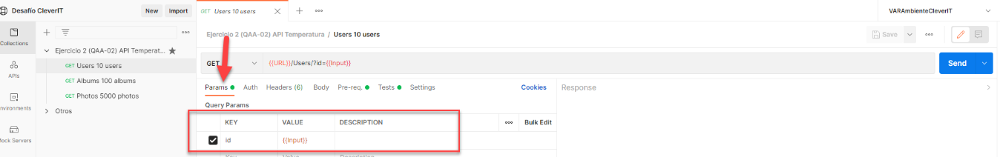 Desafío CleverIT
New
Import
GET Users 10 users
VARAmbienteCleverIT
Collections
Ejercicio 2 (QAA-02) API Temperatura / Users 10 users
Save
Ejercicio 2 (QAA-02) API Temperat...
GET Users 10 users
GET
{{URL}}/Users/?id={{Input}}
Send
APIs
GET Albums 100 albums
Params
Auth
Headers (6)
Body
Pre-req.
Tests
Settings
Cookies
Response
GET Photos 5000 photos
Environments
Otros
Query Params
KEY
VALUE
DESCRIPTION
Bulk Edit
Mock Servers
id
{{Input}}
Key
Value
Description